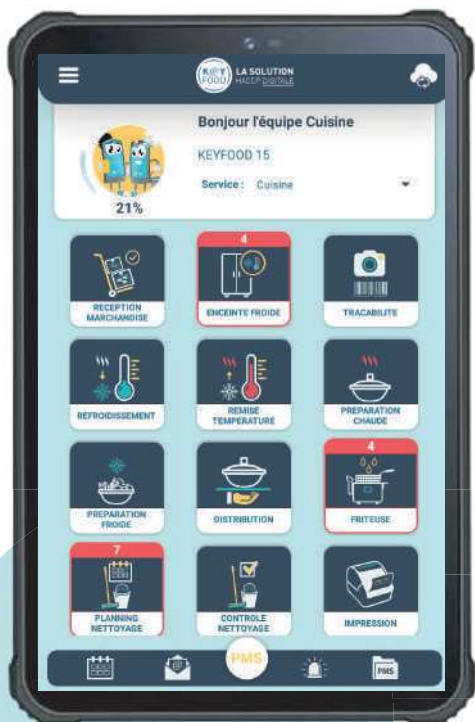 KEY
FOOD
LA SOLUTION
HACCP DIGITALE
Bonjour l'équipe Cuisine
KEYFOOD 15
Service : Cuisine
21%
4
RECEPTION
MARCHANDISE
ENCEINTE FROIDE
TRACABILITE
REFROIDISSEMENT
REMISE
TEMPERATURE
PREPARATION
CHAUDE
4
PREPARATION
FROIDE
DISTRIBUTION
FRITEUSE
7
PLANNING
NETTOYAGE
CONTROLE
NETTOYAGE
IMPRESSION
PMS
PMS